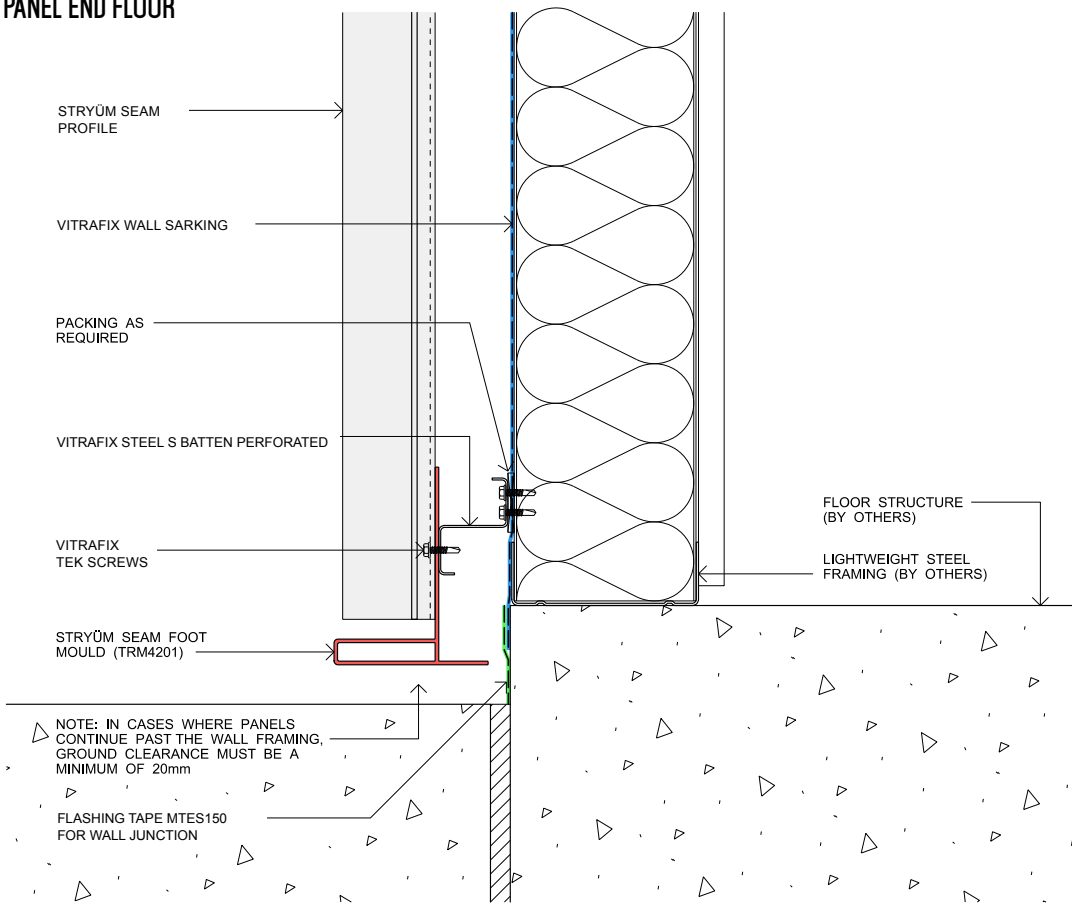 PANEL END FLOOR
STRYÜM SEAM
PROFILE
VITRAFIX WALL SARKING
PACKING AS
REQUIRED
VITRAFIX STEEL S BATTEN PERFORATED
VITRAFIX
TEK SCREWS
STRYÜM SEAM FOOT
MOULD (TRM4201)
NOTE: IN CASES WHERE PANELS
CONTINUE PAST THE WALL FRAMING,
GROUND CLEARANCE MUST BE A
MINIMUM OF 20mm
FLASHING TAPE MTES150
FOR WALL JUNCTION
FLOOR STRUCTURE
(BY OTHERS)
LIGHTWEIGHT STEEL
FRAMING (BY OTHERS)